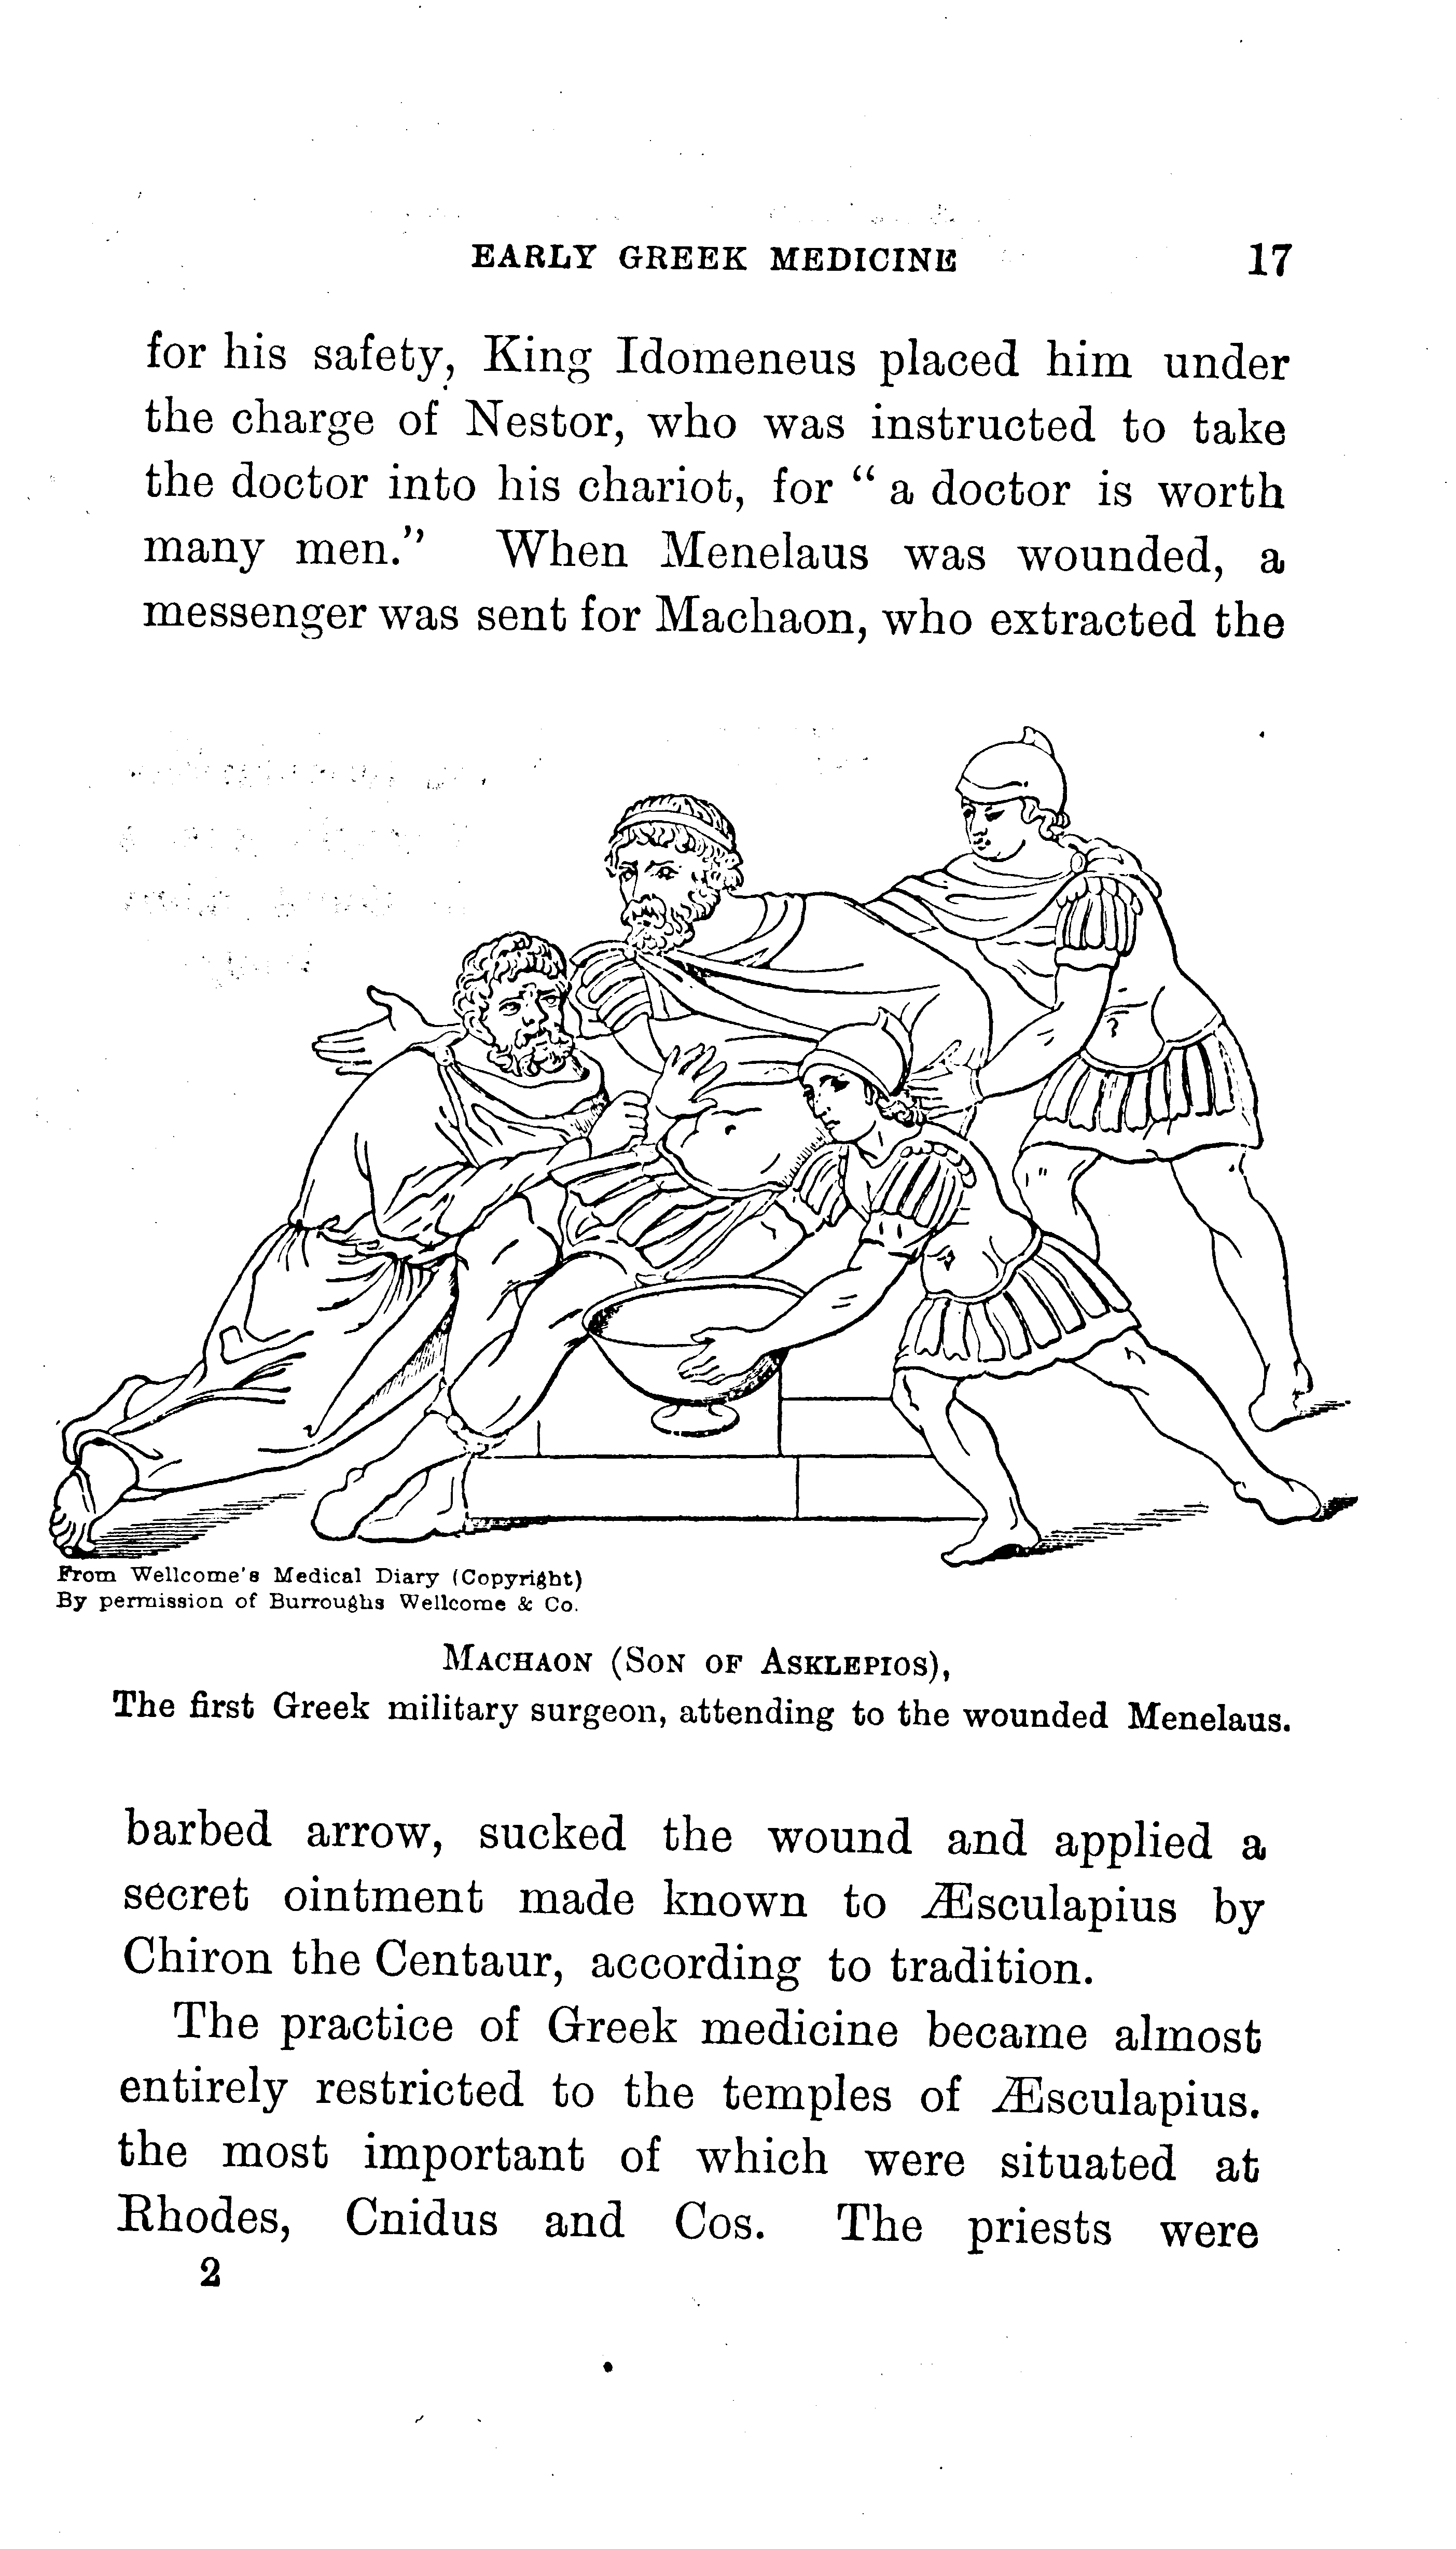 EARLY GREEK MEDICINE 17
for his safety, King Idomeneus placed him under
the charge of Nestor, who was instructed to take
the doctor into his chariot, for “ a doctor is worth
many men.” When Menelaus was wounded, a
messenger was sent for Machaon, who extracted the
From Wellcome's Medical Diary (Copyright)
By permission of Burroughs Wellcome & Co.
MACHAON (SON OF ASKLEPIOS),
The first Greek military surgeon, attending to the wounded Menelaus.
barbed arrow, sucked the wound and applied a
secret ointment made known to Æsculapius by
Chiron the Centaur, according to tradition.
The practice of Greek medicine became almost
entirely restricted to the temples of Æsculapius.
the most important of which were situated at
Rhodes, Cnidus and Cos. The priests were
2